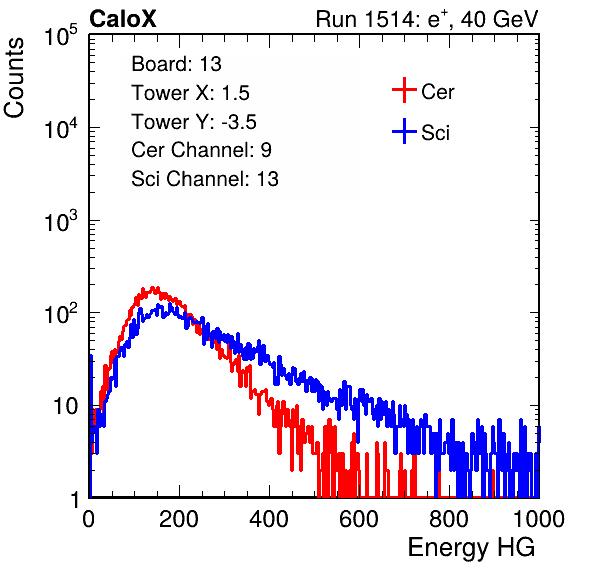 CaloX Run 1514: e⁺, 40 GeV
Counts
Board: 13
Tower X: 1.5
Tower Y: -3.5
Cer Channel: 9
Sci Channel: 13
Cer
Sci
10⁵
10⁴
10³
10²
10
1
0 200 400 600 800 1000
Energy HG